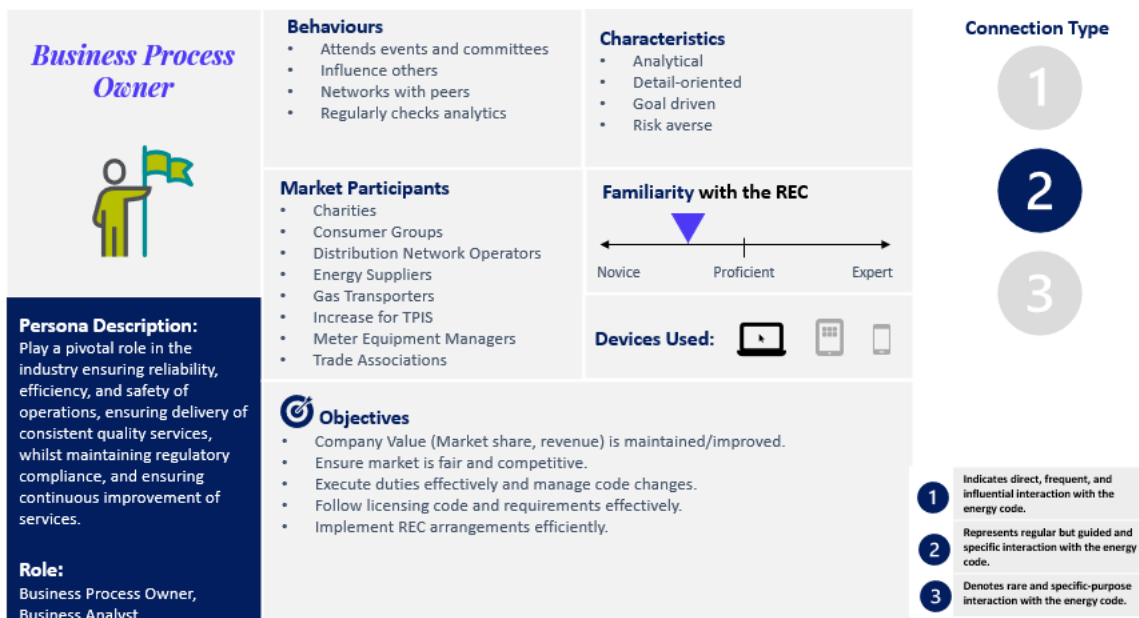 Business Process
Owner
Persona Description:
Play a pivotal role in the
industry ensuring reliability,
efficiency, and safety of
operations, ensuring delivery of
consistent quality services,
whilst maintaining regulatory
compliance, and ensuring
continuous improvement of
services.
Role:
Business Process Owner,
Business Analyst
Behaviours
• Attends events and committees
• Influence others
• Networks with peers
• Regularly checks analytics
Characteristics
• Analytical
• Detail-oriented
• Goal driven
• Risk averse
Market Participants
• Charities
• Consumer Groups
• Distribution Network Operators
• Energy Suppliers
• Gas Transporters
• Increase for TPIS
• Meter Equipment Managers
• Trade Associations
Familiarity with the REC
Novice Proficient Expert
Devices Used:
Objectives
• Company Value (Market share, revenue) is maintained/improved.
• Ensure market is fair and competitive.
• Execute duties effectively and manage code changes.
• Follow licensing code and requirements effectively.
• Implement REC arrangements efficiently.
Connection Type
1
2
3
1 Indicates direct, frequent, and
influential interaction with the
energy code.
2 Represents regular but guided and
specific interaction with the energy
code.
3 Denotes rare and specific-purpose
interaction with the energy code.